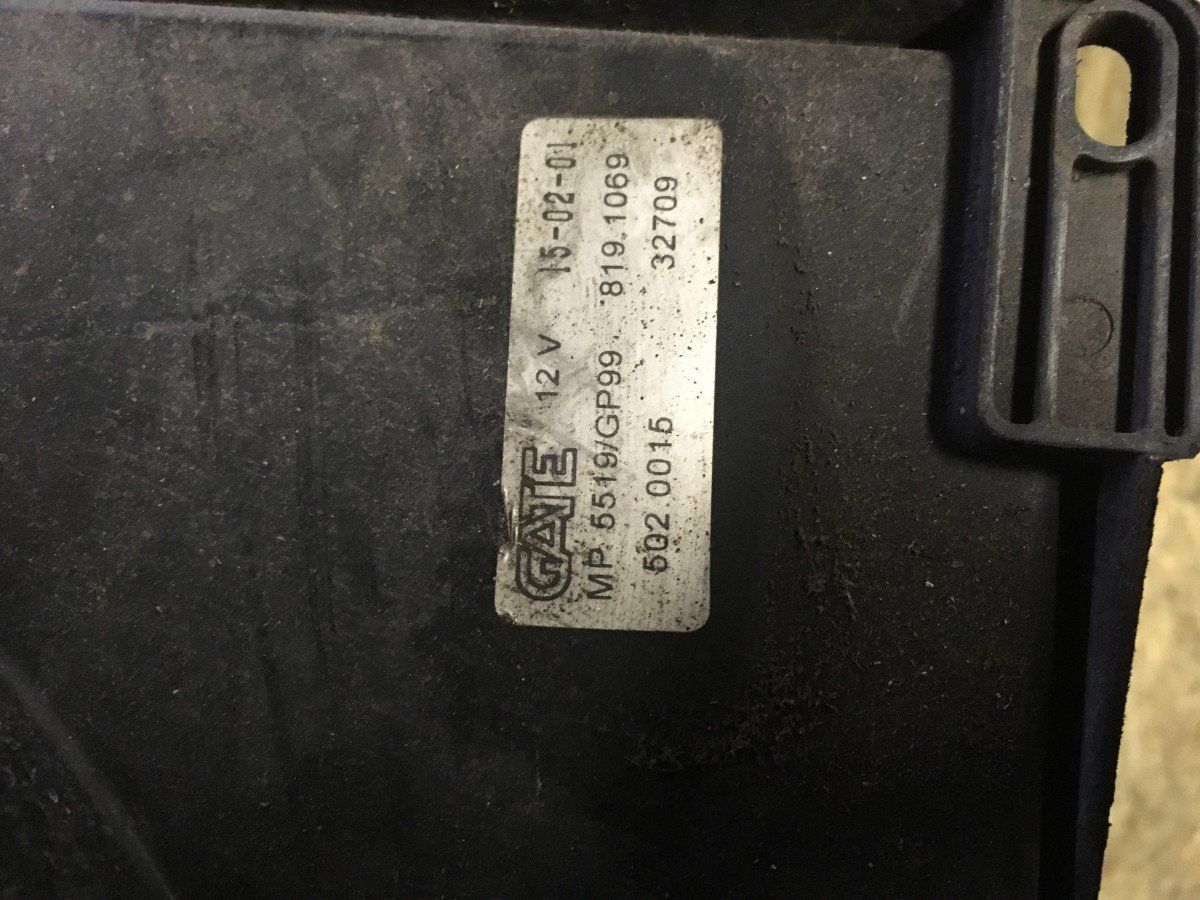 GATE 12 V 15-02-01
MP. 5519/GP99 819.1069
502.0015 32709